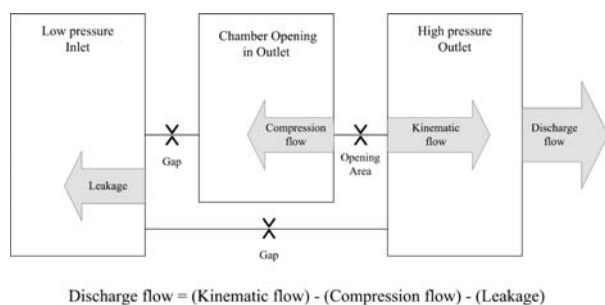 Low pressure
Inlet
Chamber Opening
in Outlet
High pressure
Outlet
Compression
flow
Kinematic
flow
Discharge
flow
Gap
Opening
Area
Leakage
Gap
Discharge flow = (Kinematic flow) - (Compression flow) - (Leakage)